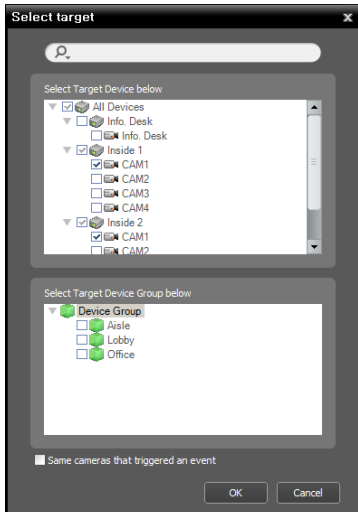 Select target
x
Select Target Device below
All Devices
Info. Desk
Info. Desk
Inside 1
CAM1
CAM2
CAM3
CAM4
Inside 2
CAM1
CAM2
Select Target Device Group below
Device Group
Aisle
Lobby
Office
Same cameras that triggered an event
OK
Cancel